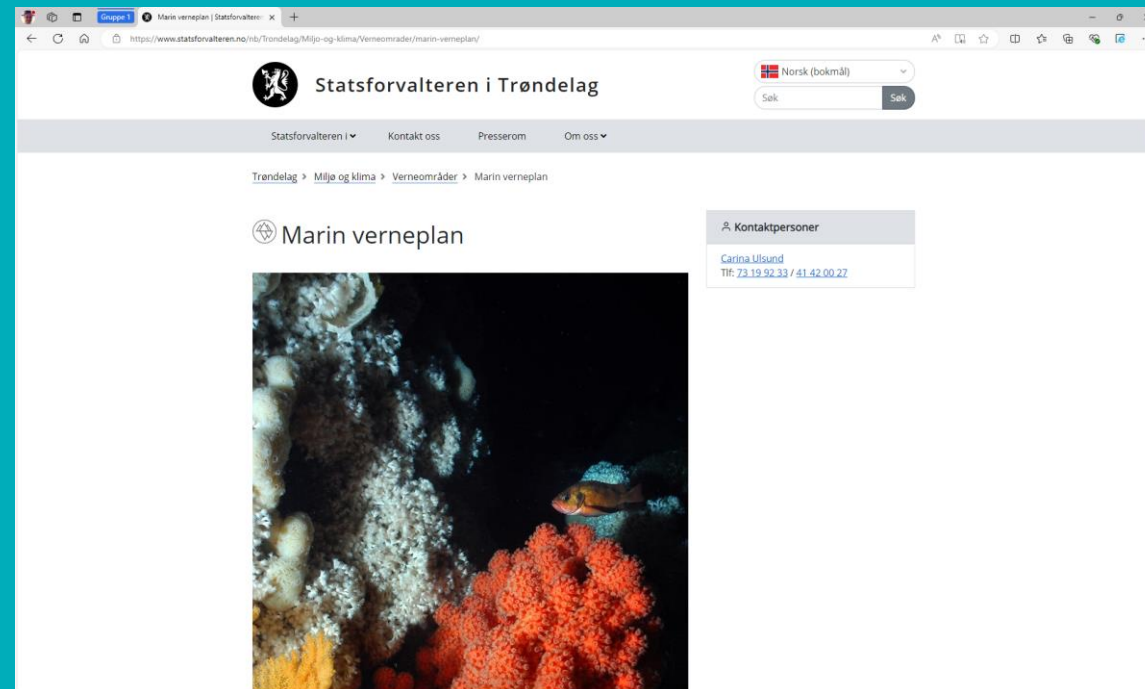 Gruppe 1
Marin verneplan | Statsforvaltere
https://www.statsforvalteren.no/nb/Trondelag/Miljo-og-klima/Verneomrader/marin-verneplan/
Statsforvalteren i Trøndelag
Norsk (bokmål)
Søk
Søk
Statsforvalteren i
Kontakt oss
Presserom
Om oss
Trøndelag > Miljø og klima > Verneområder > Marin verneplan
Marin verneplan
Kontaktpersoner
Carina Ulsund
Tlf: 73 19 92 33 / 41 42 00 27